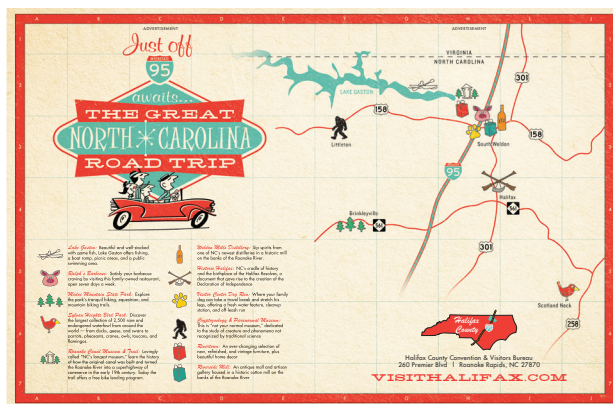 ADVERTISEMENT
ADVERTISEMENT
Just off
95
awaits...
THE GREAT
NORTH CAROLINA
ROAD TRIP
VIRGINIA
NORTH CAROLINA
LAKE GASTON
301
158
158
Littleton
South Weldon
95
Halifax
561
Brinkleyville
561
301
Scotland Neck
258
Lake Gaston: Beautiful and well-stocked
with game fish, Lake Gaston offers fishing,
a boat ramp, picnic areas, and a public
swimming area.
Ralph's Barbecue: Satisfy your barbecue
craving by visiting this family-owned restaurant,
open seven days a week.
Medoc Mountain State Park: Explore
the park's tranquil hiking, equestrian, and
mountain biking trails.
Sylvan Heights Bird Park: Discover
the largest collection of 2,500 rare and
endangered waterfowl from around the
world — from ducks, geese, and swans to
parrots, pheasants, cranes, owls, toucans, and
flamingos.
Roanoke Canal Museum & Trail: Lovingly
called "NC's largest museum," learn the history
of how the original canal was built and turned
the Roanoke River into a superhighway of
commerce in the early 19th century. Today the
trail offers a free bike lending program.
Weldon Mills Distillery: Sip spirits from
one of NC's newest distilleries in a historic mill
on the banks of the Roanoke River.
Historic Halifax: NC's cradle of history
and the birthplace of the Halifax Resolves, a
document that gave rise to the creation of the
Declaration of Independence
Visitor Center Dog Run: Where your family
dog can take a travel break and stretch his
legs, offering a fresh water feature, cleanup
station, and off-leash run
Cryptozoology & Paranormal Museum:
This is "not your normal museum," dedicated
to the study of creatures and phenomena not
recognized by traditional science
Reinitiom: An ever changing selection of
new, refinished, and vintage furniture, plus
beautiful home decor
Riverside Mill: An antique mall and artisan
gallery housed in a historic cotton mill on the
banks of the Roanoke River
Halifax
County
Halifax County Convention & Visitors Bureau
260 Premier Blvd | Roanoke Rapids, NC 27870
VISITHALIFAX.COM